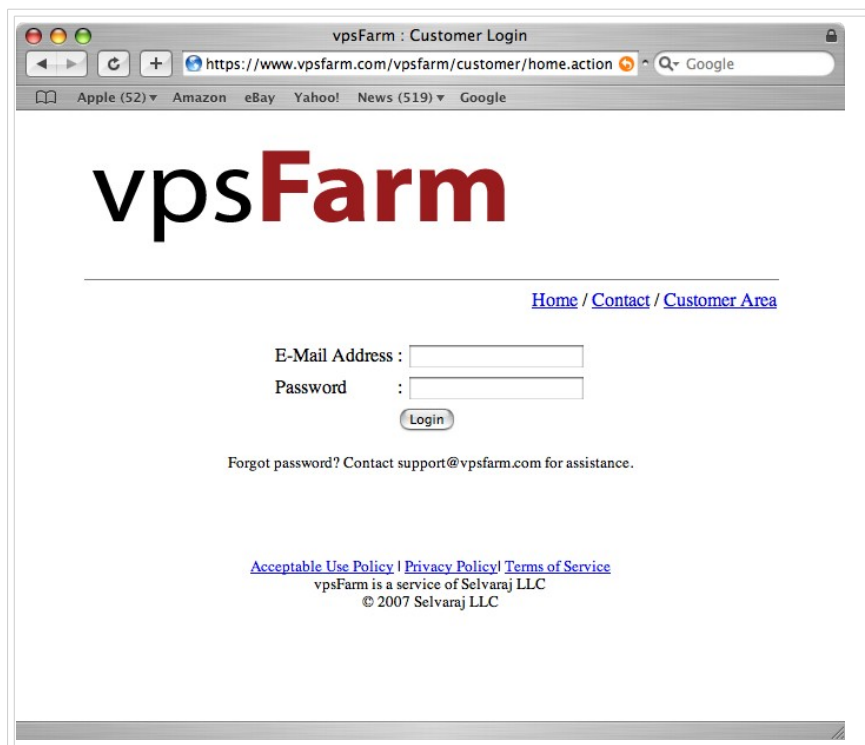 vpsFarm : Customer Login
https://www.vpsfarm.com/vpsfarm/customer/home.action Google
Apple (52) Amazon eBay Yahoo! News (519) Google
vpsFarm
Home / Contact / Customer Area
E-Mail Address :
Password :
Login
Forgot password? Contact support@vpsfarm.com for assistance.
Acceptable Use Policy | Privacy Policy| Terms of Service
vpsFarm is a service of Selvaraj LLC
© 2007 Selvaraj LLC